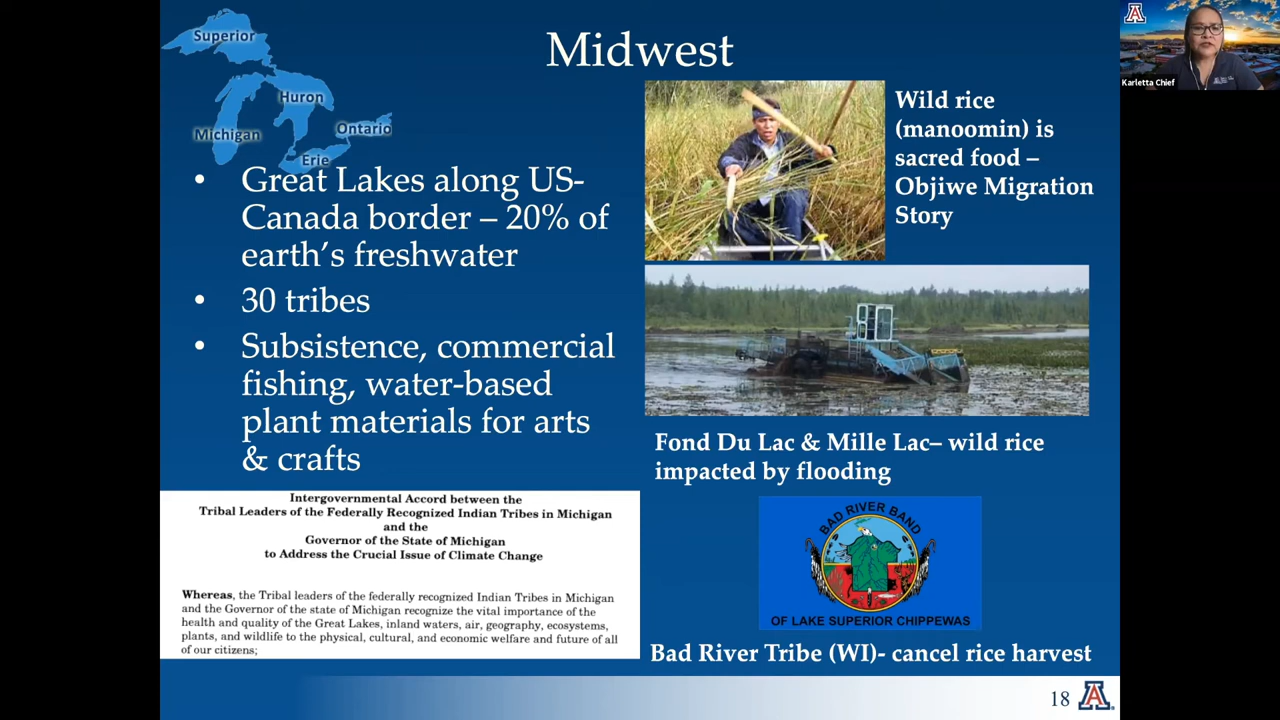 Superior
Huron
Michigan
Ontario
Erie
Midwest
• Great Lakes along US-
Canada border – 20% of
earth's freshwater
• 30 tribes
• Subsistence, commercial
fishing, water-based
plant materials for arts
& crafts
Intergovernmental Accord between the
Tribal Leaders of the Federally Recognized Indian Tribes in Michigan
and the
Governor of the State of Michigan
to Address the Crucial Issue of Climate Change
Whereas, the Tribal leaders of the federally recognized Indian Tribes in Michigan
and the Governor of the state of Michigan recognize the vital importance of the
health and quality of the Great Lakes, inland waters, air, geography, ecosystems,
plants, and wildlife to the physical, cultural, and economic welfare and future of all
of our citizens;
Wild rice
(manoomin) is
sacred food –
Objiwe Migration
Story
Fond Du Lac & Mille Lac– wild rice
impacted by flooding
BAD RIVER BAND
OF LAKE SUPERIOR CHIPPEWAS
Bad River Tribe (WI)- cancel rice harvest
18
A
A
Karletta Chief